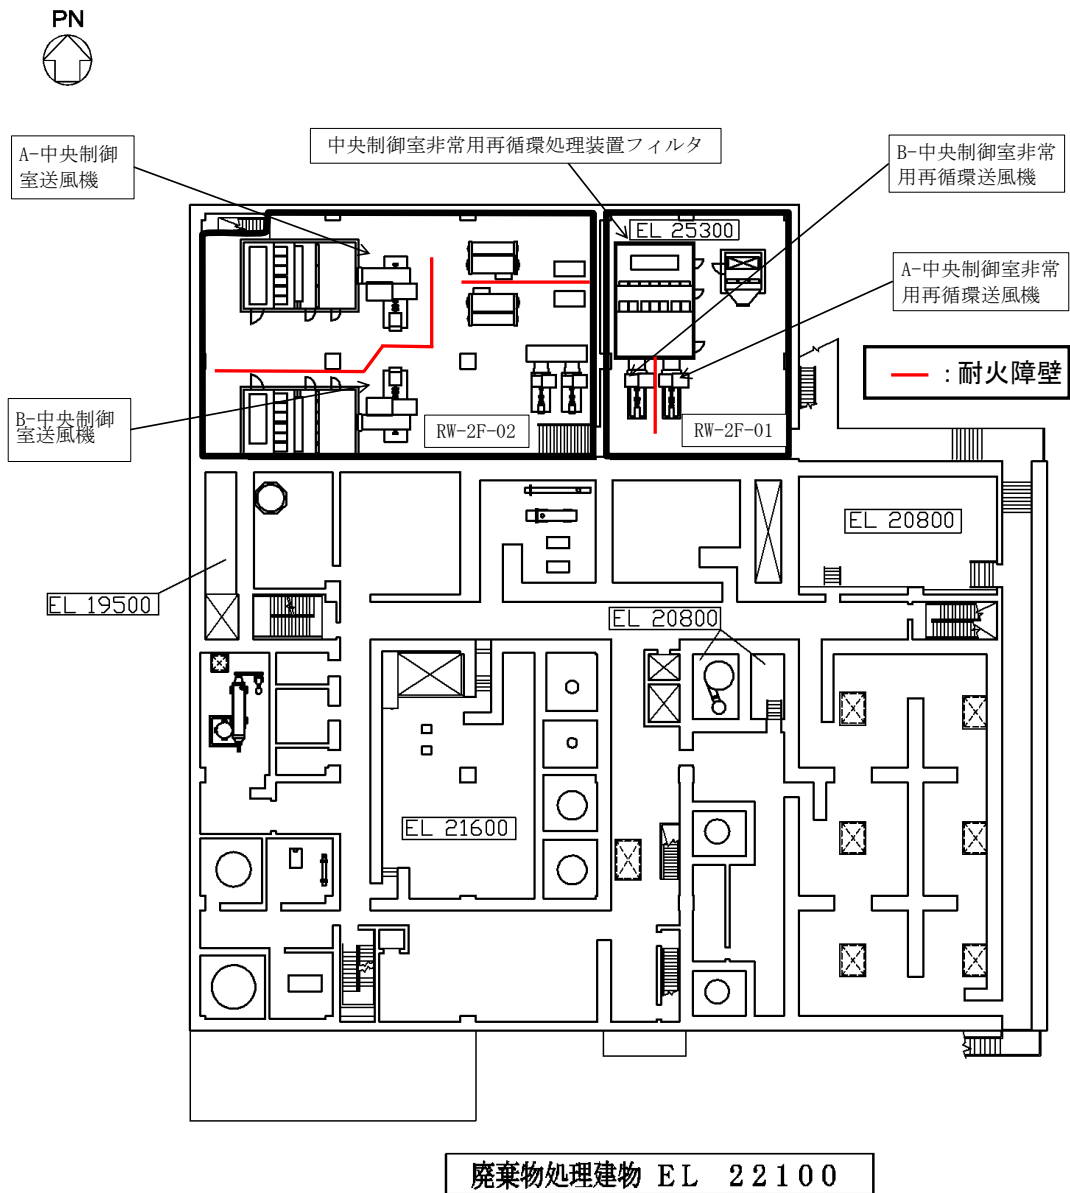 PN
A-中央制御
室送風機
中央制御室非常用再循環処理装置フィルタ
B-中央制御室非常
用再循環送風機
EL 25300
A-中央制御室非常
用再循環送風機
：耐火障壁
B-中央制御
室送風機
RW-2F-02
RW-2F-01
EL 20800
EL 19500
EL 20800
EL 21600
廃棄物処理建物 EL 22100